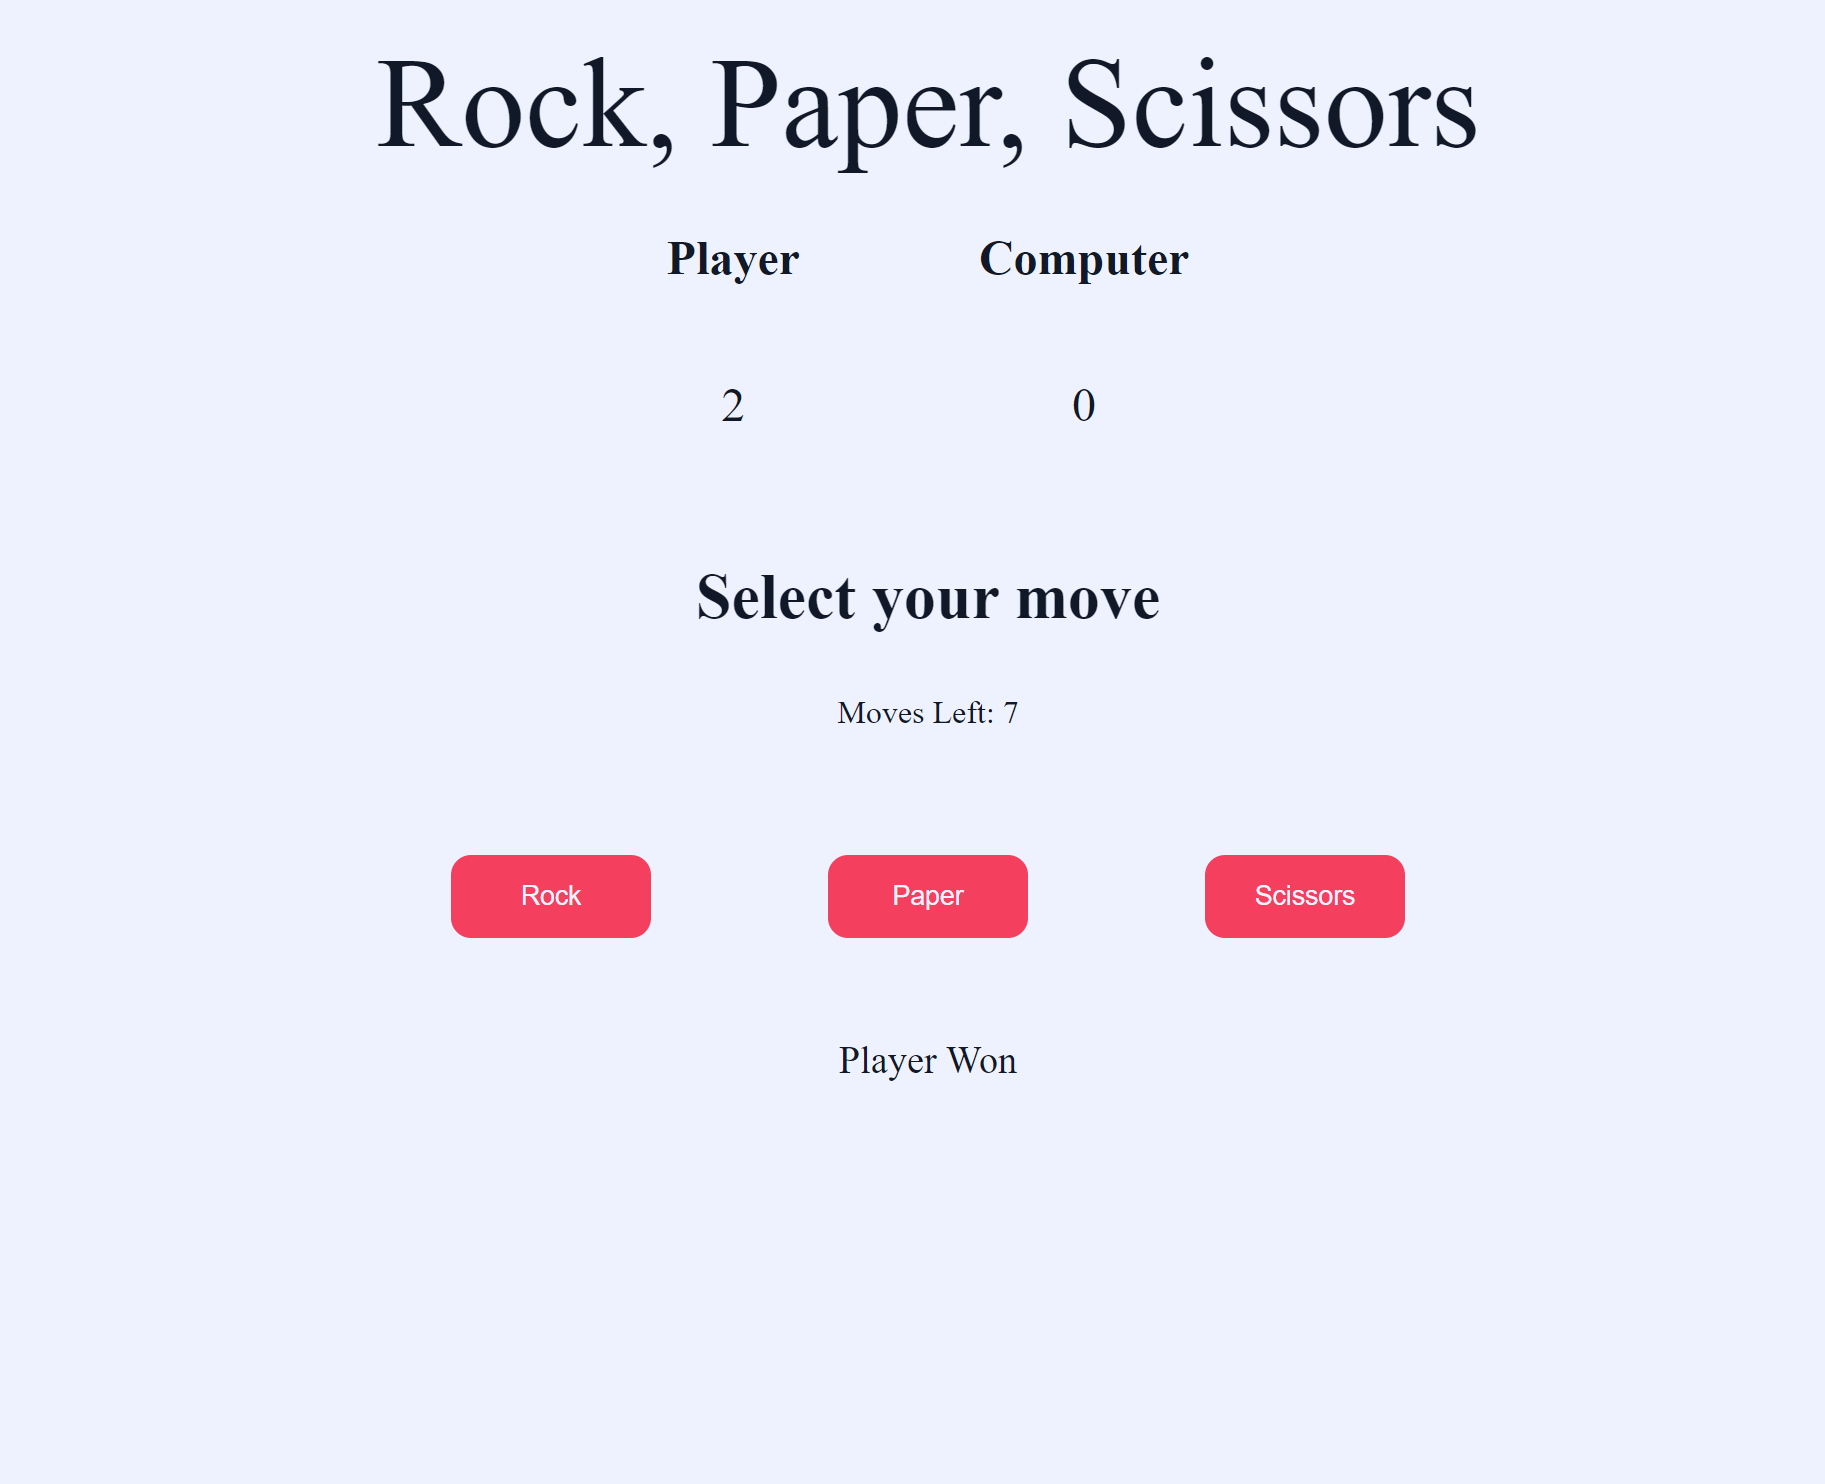 Rock, Paper, Scissors
Player Computer
2 0
Select your move
Moves Left: 7
Rock Paper Scissors
Player Won